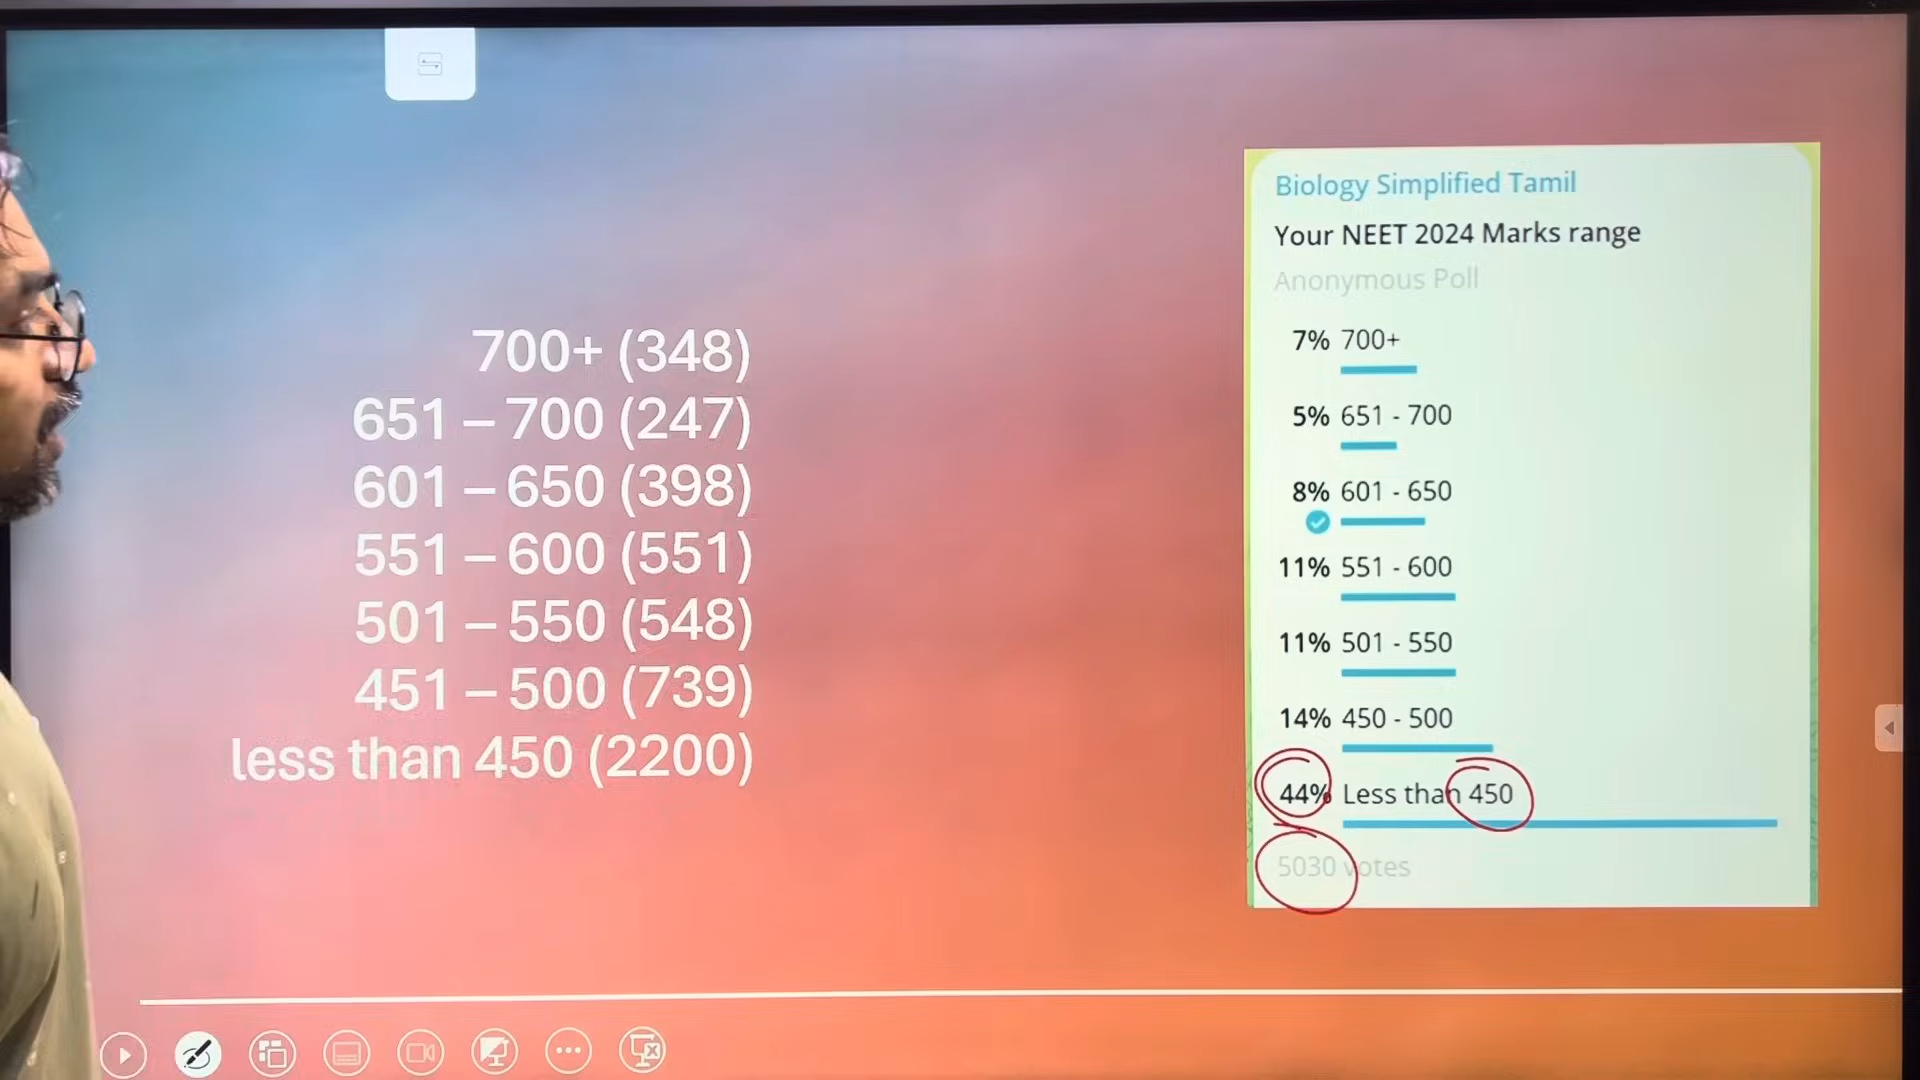 700+ (348)
651 – 700 (247)
601 – 650 (398)
551 – 600 (551)
501 – 550 (548)
451 – 500 (739)
less than 450 (2200)
Biology Simplified Tamil
Your NEET 2024 Marks range
Anonymous Poll
7% 700+
5% 651 - 700
8% 601 - 650
11% 551 - 600
11% 501 - 550
14% 450 - 500
44% Less than 450
5030 votes